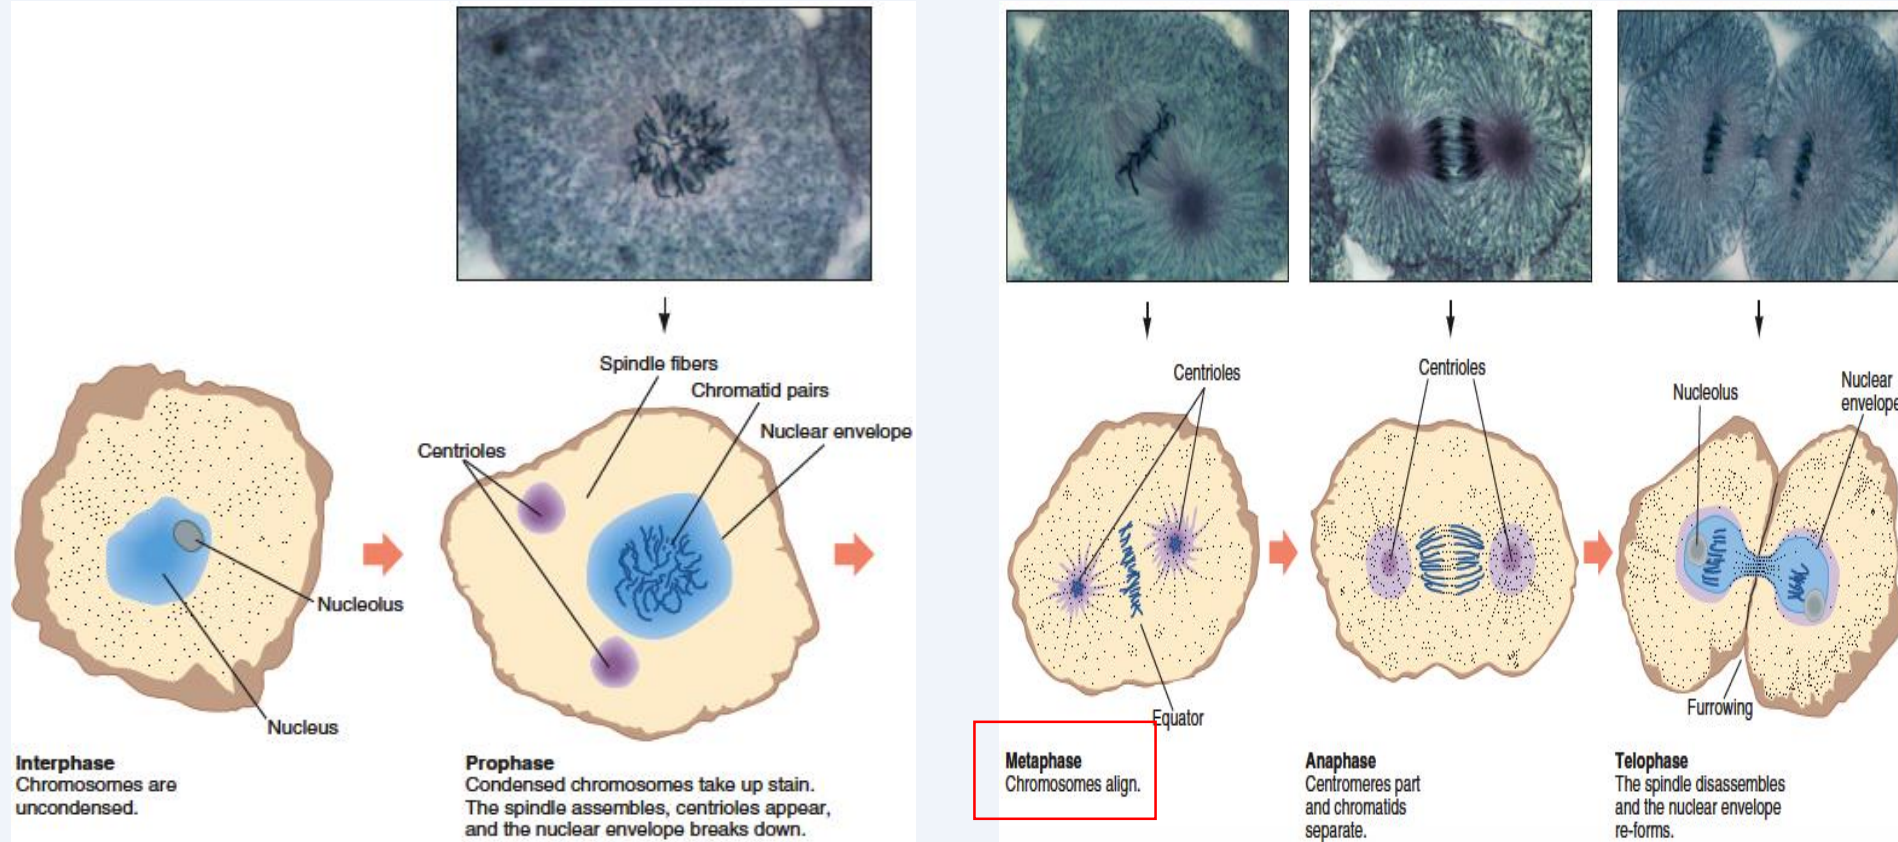 Spindle fibers
Chromatid pairs
Nuclear envelope
Centrioles
Nucleolus
Nucleus
Interphase
Chromosomes are
uncondensed.
Prophase
Condensed chromosomes take up stain.
The spindle assembles, centrioles appear,
and the nuclear envelope breaks down.
Centrioles
Equator
Metaphase
Chromosomes align.
Centrioles
Anaphase
Centromeres part
and chromatids
separate.
Nucleolus
Nuclear
envelope
Furrowing
Telophase
The spindle disassembles
and the nuclear envelope
re-forms.